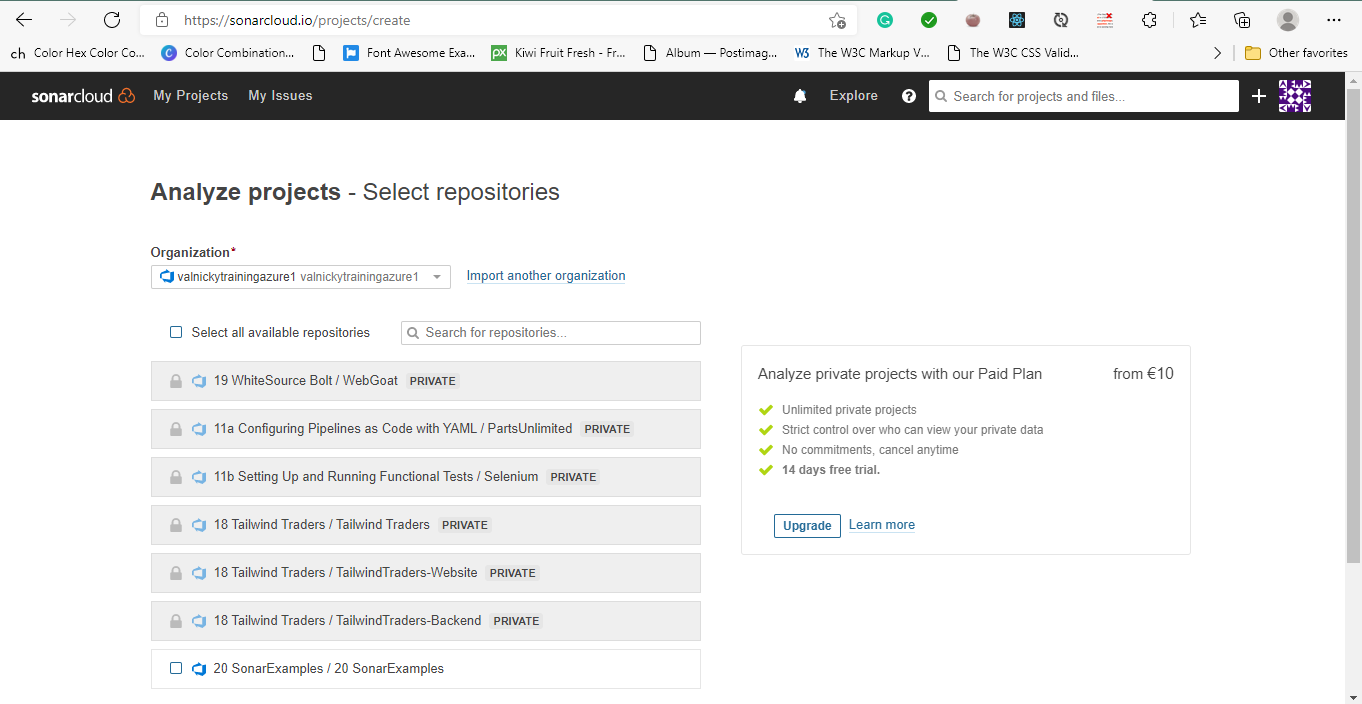 https://sonarcloud.io/projects/create
ch Color Hex Color Co... Color Combination... Font Awesome Exa... Kiwi Fruit Fresh - Fr... Album — Postimag... The W3C Markup V... The W3C CSS Valid... Other favorites
sonarcloud My Projects My Issues Explore Search for projects and files...
Analyze projects - Select repositories
Organization*
valnickytrainingazure1 valnickytrainingazure1 Import another organization
Select all available repositories Search for repositories...
19 WhiteSource Bolt / WebGoat PRIVATE
11a Configuring Pipelines as Code with YAML / PartsUnlimited PRIVATE
11b Setting Up and Running Functional Tests / Selenium PRIVATE
18 Tailwind Traders / Tailwind Traders PRIVATE
18 Tailwind Traders / TailwindTraders-Website PRIVATE
18 Tailwind Traders / TailwindTraders-Backend PRIVATE
20 SonarExamples / 20 SonarExamples
Analyze private projects with our Paid Plan from €10
Unlimited private projects
Strict control over who can view your private data
No commitments, cancel anytime
14 days free trial.
Upgrade Learn more